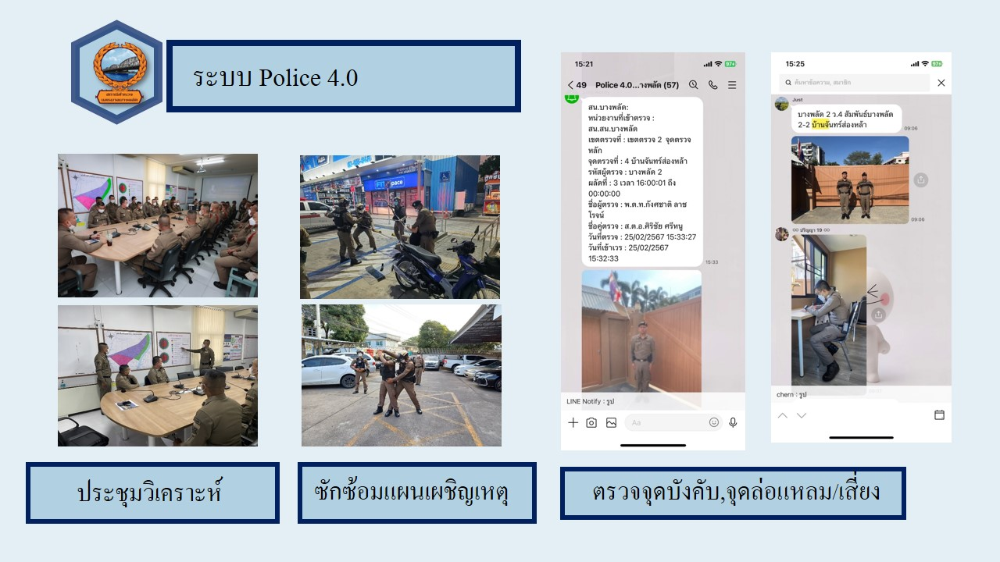 ระบบ Police 4.0
15:21
97+
49 Police 4.0...างพลัด (57)
สน.บางพลัด:
หน่วยงานที่เข้าตรวจ :
สน.สน.บางพลัด
เขตตรวจที่ : เขตตรวจ 2 จุดตรวจ
หลัก
จุดตรวจที่ : 4 บ้านจันทร์ส่องหล้า
รหัสผู้ตรวจ : บางพลัด 2
ผลัดที่ : 3 เวลา 16:00:01 ถึง
00:00:00
ชื่อผู้ตรวจ : พ.ต.ท.กังศชาติ ลาช
โรจน์
ชื่อคู่ตรวจ : ส.ต.อ.ศิริชัย ศรีหนู
วันที่ตรวจ : 25/02/2567 15:33:27
วันที่เข้าเวร : 25/02/2567
15:32:33
15:33
LINE Notify : รูป
Aa
15:25
97+
ค้นหาข้อความ, สมาชิก
Just
บางพลัด 2 ว.4 สัมพันธ์บางพลัด
2-2 บ้านจันทร์ส่องหล้า
09:06
09:06
ปริญญา 19
chern : รูป
ประชุมวิเคราะห์
ซักซ้อมแผนเผชิญเหตุ
ตรวจจุดบังคับ,จุดล่อแหลม/เสี่ยง